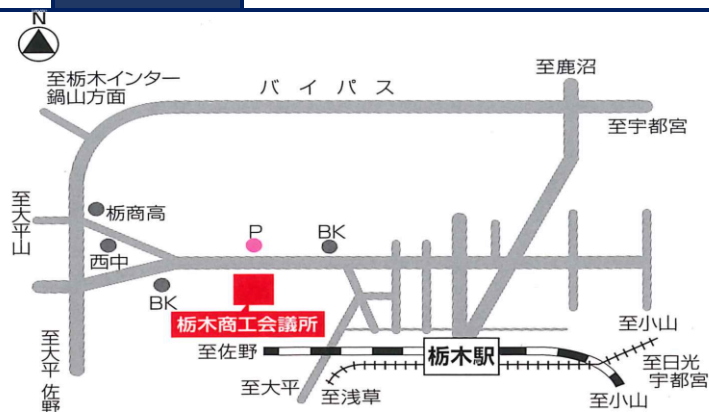 N
至栃木インター
鍋山方面
バイパス
至鹿沼
至宇都宮
至大平山
栃商高
西中
P
BK
BK
栃木商工会議所
至大平
佐野
至佐野
栃木駅
至小山
至日光
宇都宮
至大平
至浅草
至小山